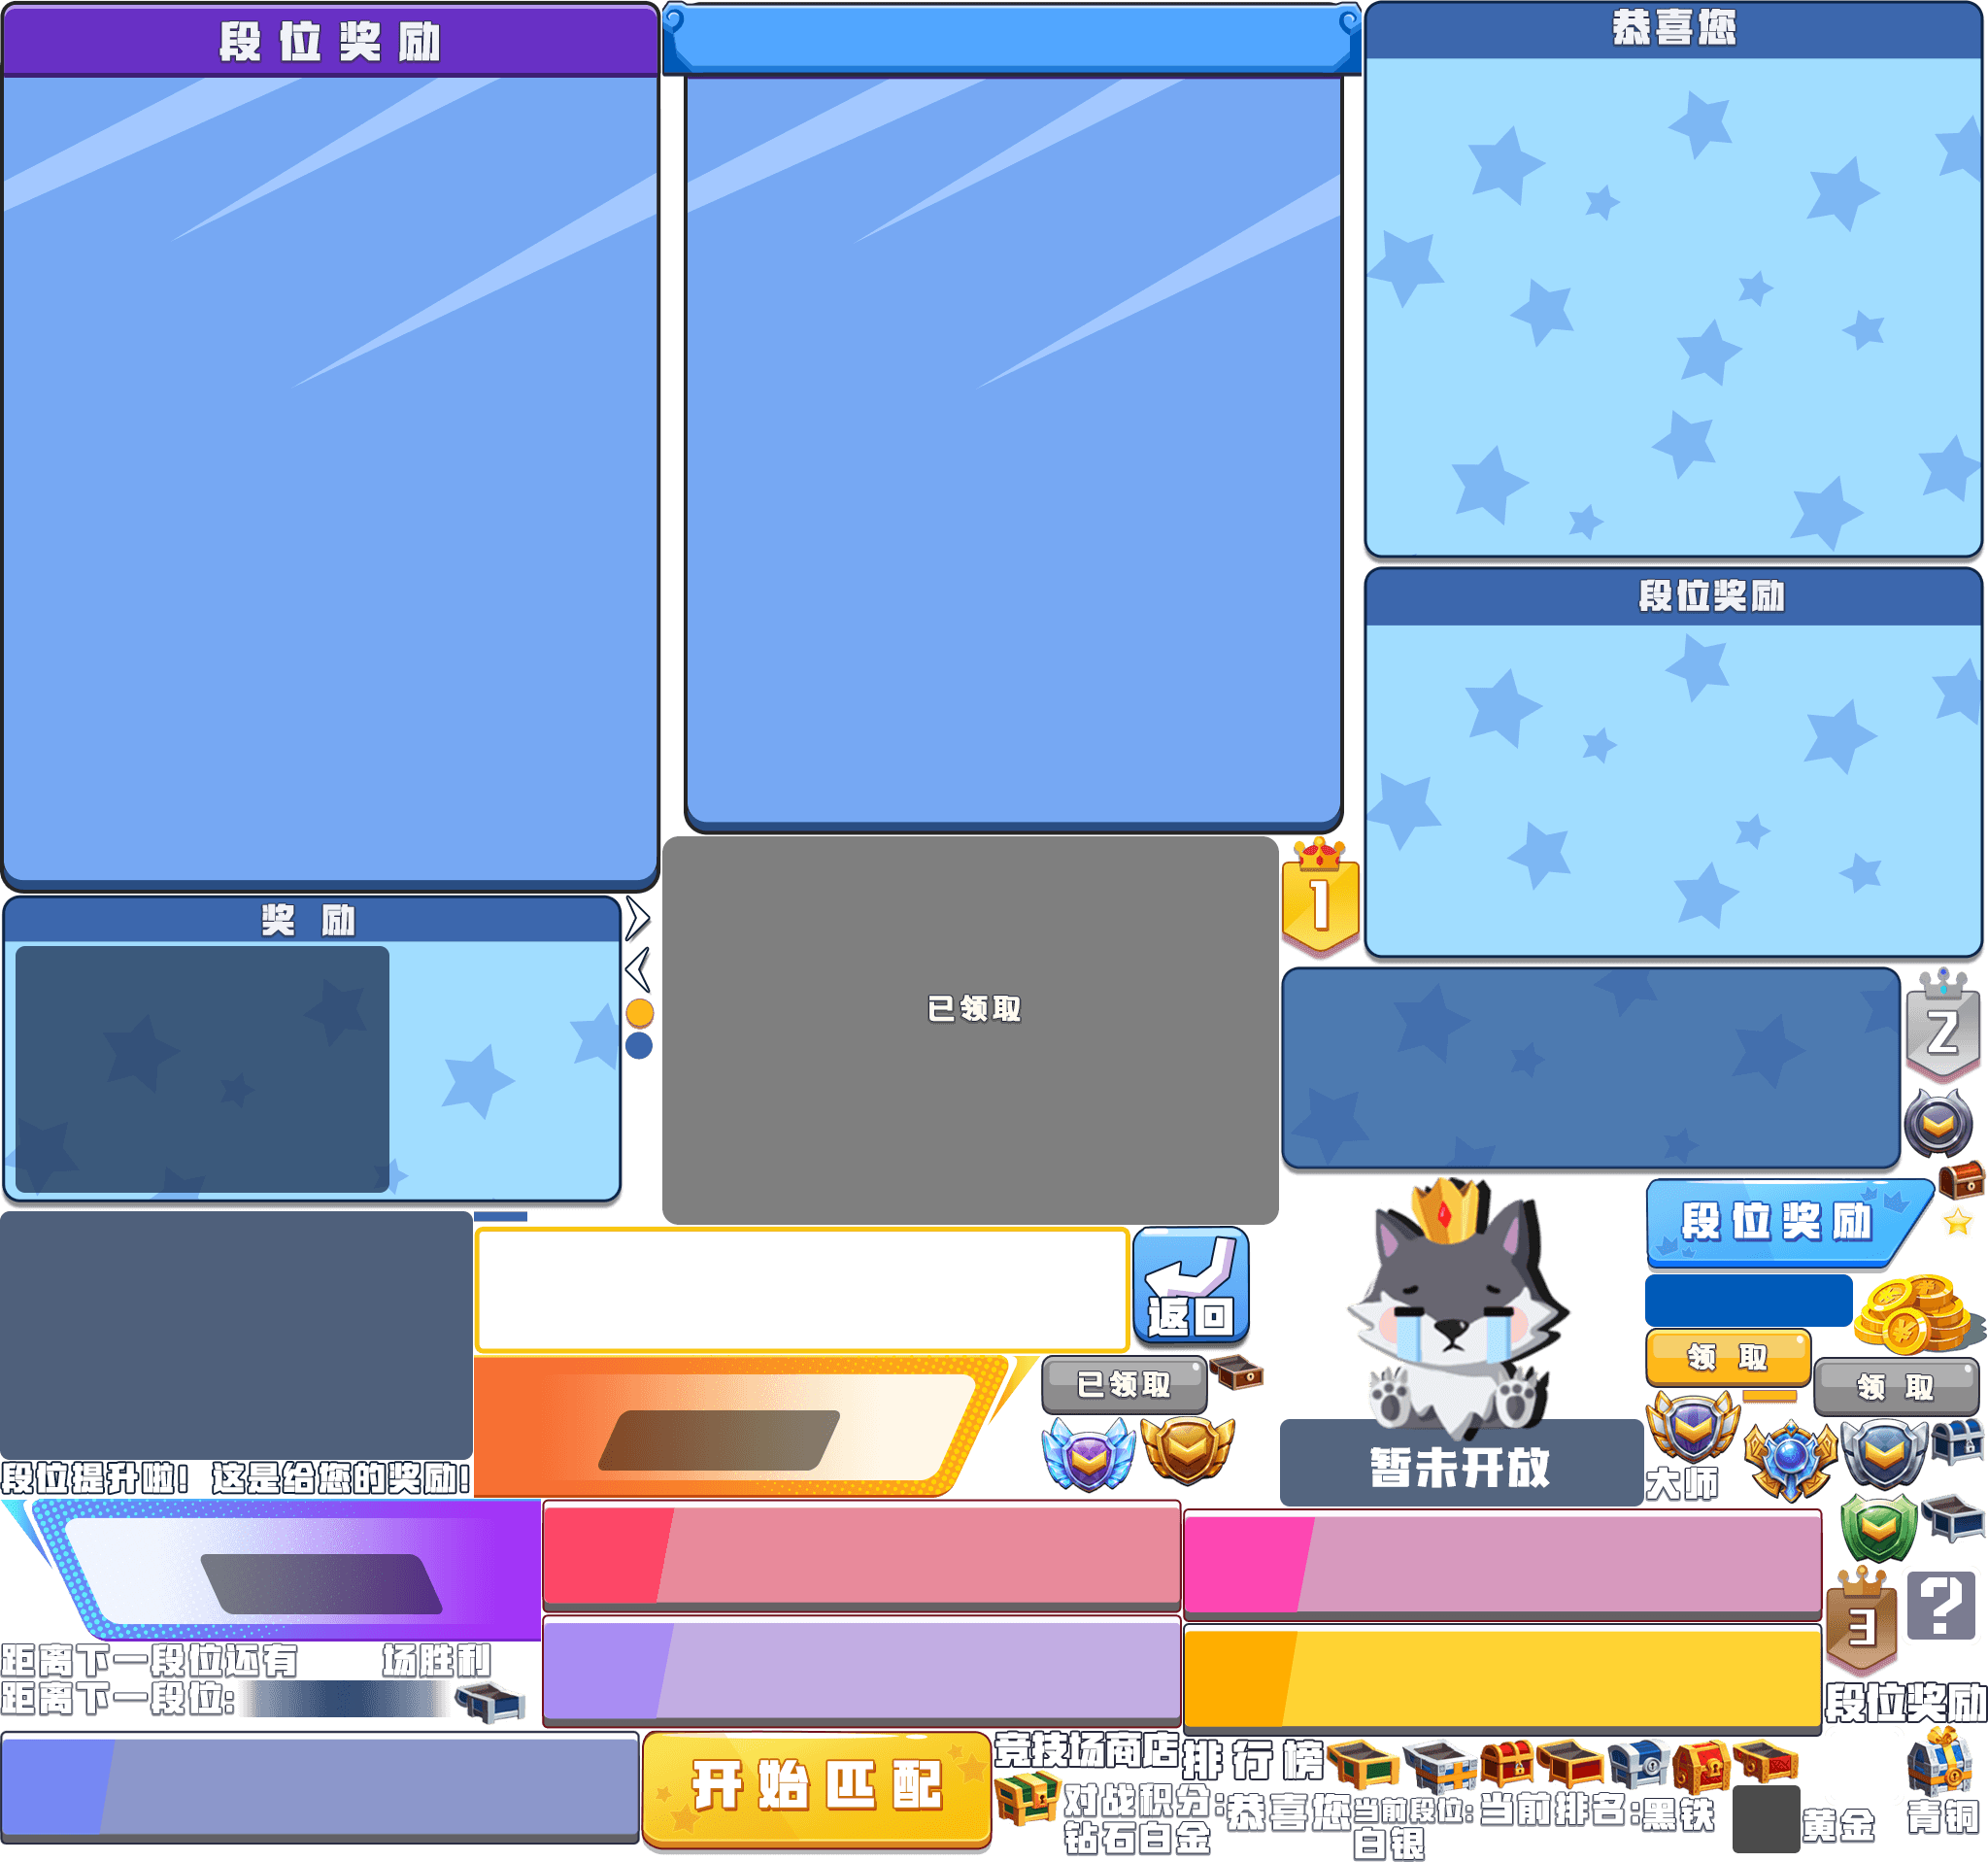 段位奖励
恭喜您
段位奖励
奖 励
1
已领取
2
段位奖励
返回
领 取
已领取
领 取
暂未开放
大师
段位提升啦! 这是给您的奖励!
?
3
距离下一段位还有 场胜利
距离下一段位:
段位奖励
开始匹配
竞技场商店
排行榜
对战积分:
恭喜您
当前段位:
当前排名:
黑铁
黄金
青铜
钻石白金
白银